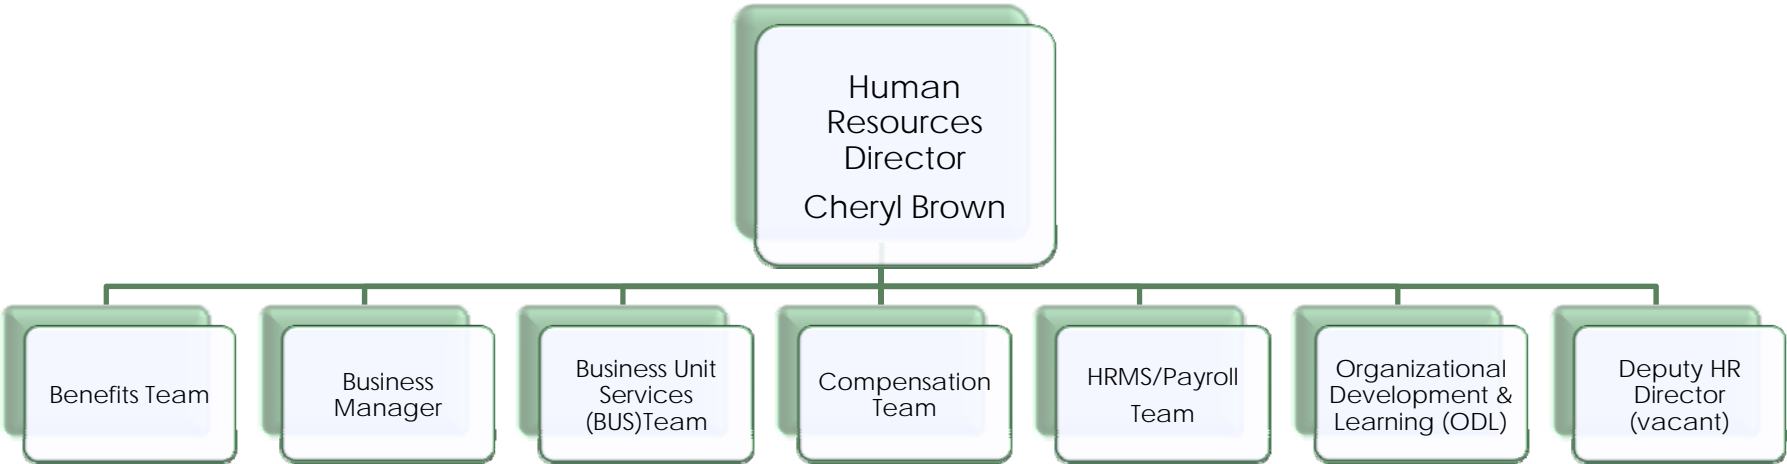 Human
Resources
Director
Cheryl Brown
Benefits Team
Business
Manager
Business Unit
Services
(BUS)Team
Compensation
Team
HRMS/Payroll
Team
Organizational
Development &
Learning (ODL)
Deputy HR
Director
(vacant)